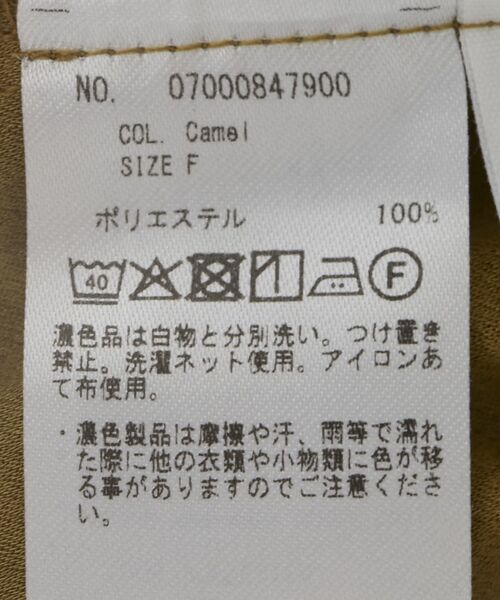 NO. 07000847900
COL. Camel
SIZE F
ポリエステル 100%
40 F
濃色品は白物と分別洗い。つけ置き
禁止。洗濯ネット使用。アイロンあ
て布使用。
・濃色製品は摩擦や汗、雨等で濡れ
た際に他の衣類や小物類に色が移
る事がありますのでご注意くださ
い。